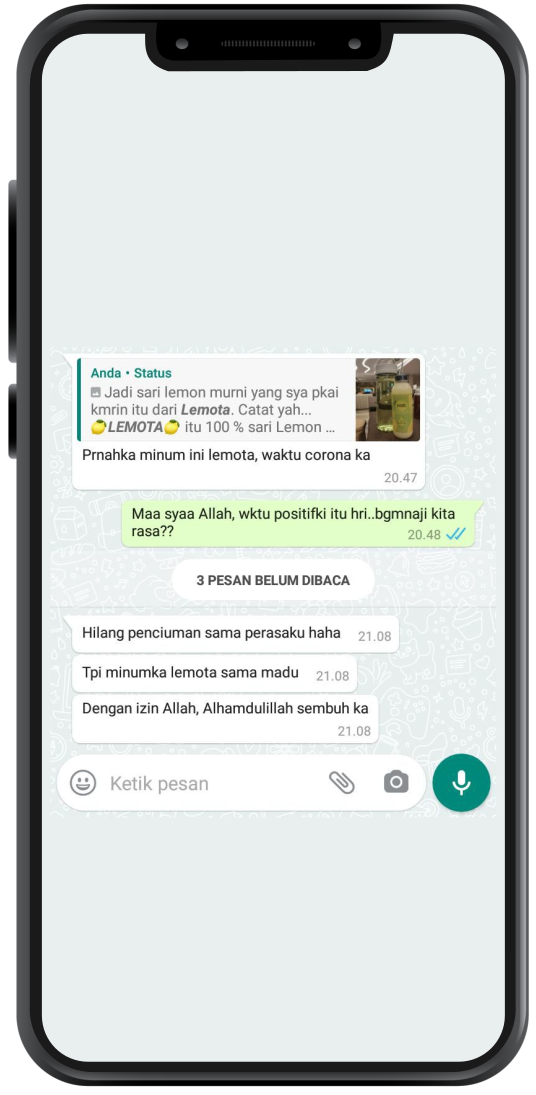 Anda • Status
Jadi sari lemon murni yang sya pkai
kmrin itu dari Lemota. Catat yah...
🍋LEMOTA🍋 itu 100 % sari Lemon ...
Prnahka minum ini lemota, waktu corona ka
20.47
Maa syaa Allah, wktu positifki itu hri..bgmnaji kita
rasa??
20.48
3 PESAN BELUM DIBACA
Hilang penciuman sama perasaku haha 21.08
Tpi minumka lemota sama madu 21.08
Dengan izin Allah, Alhamdulillah sembuh ka
21.08
Ketik pesan